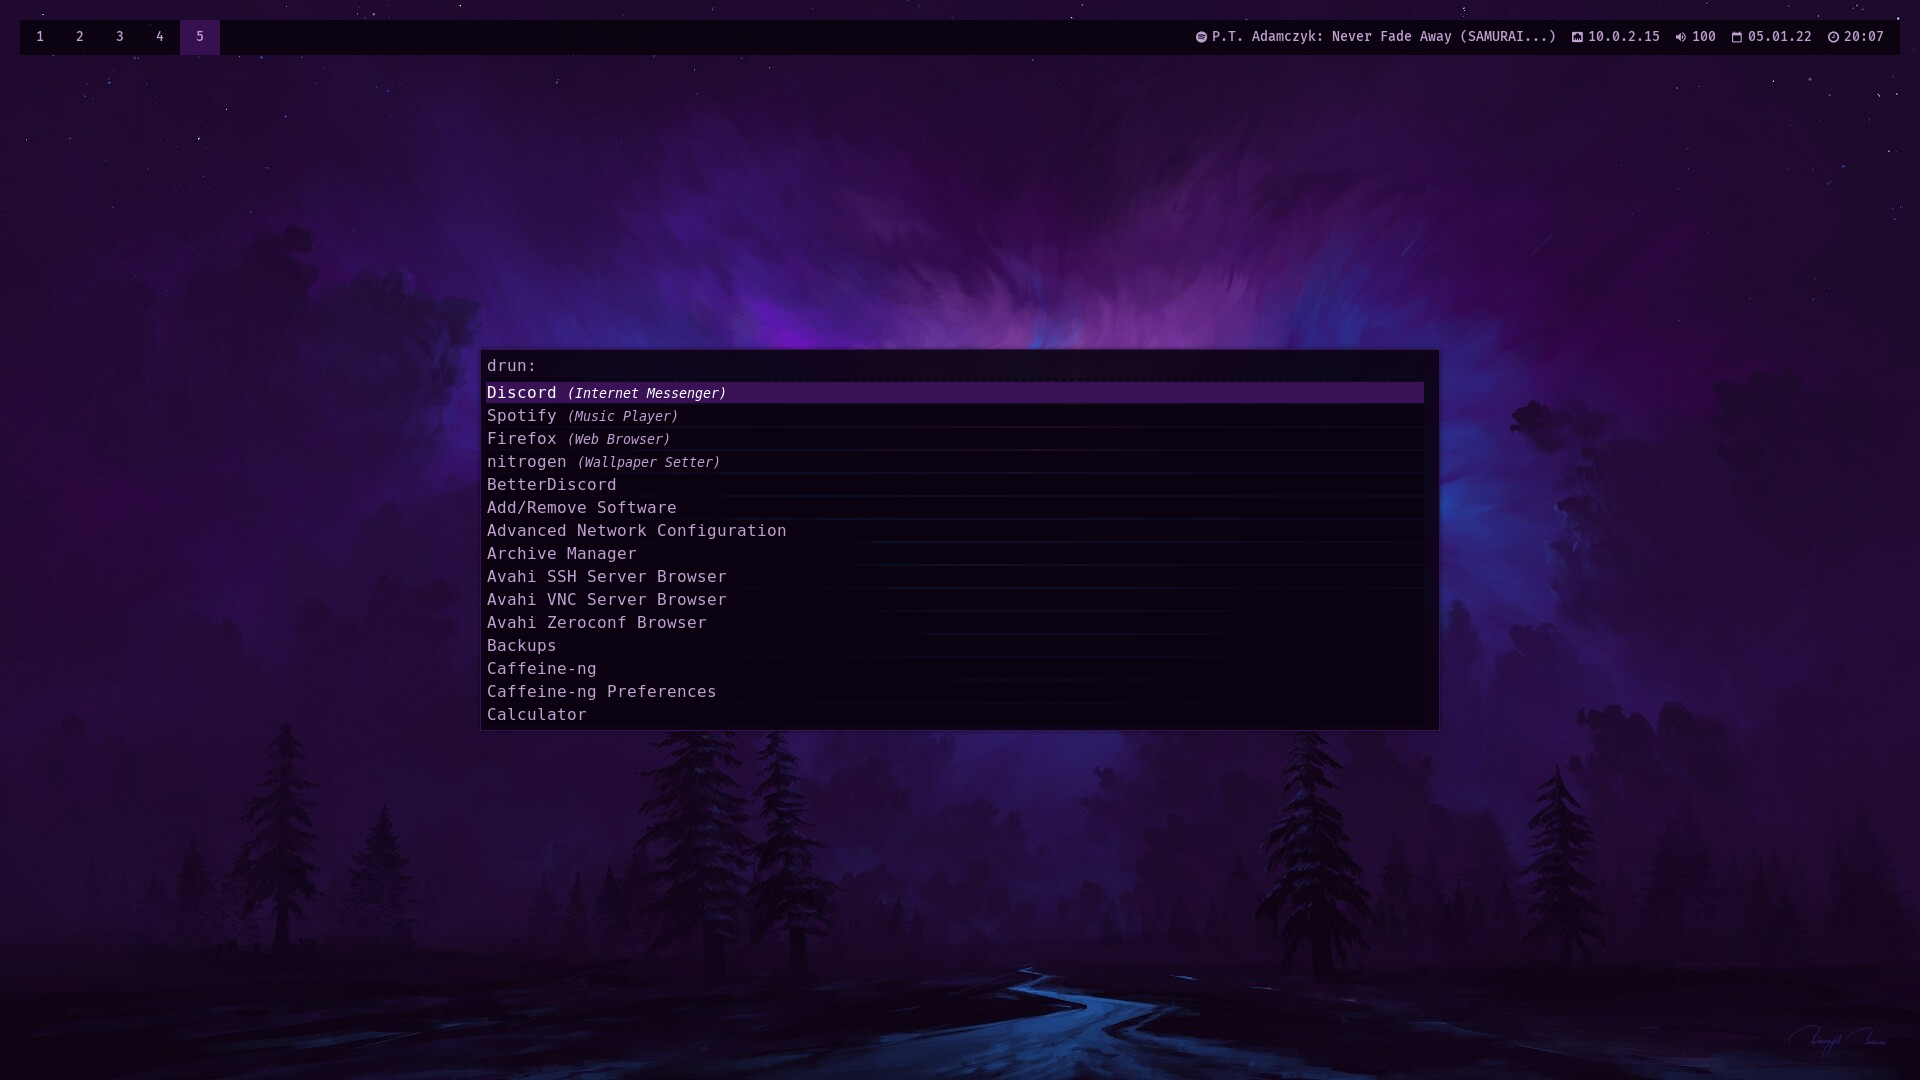 1 2 3 4 5 P.T. Adamczyk: Never Fade Away (SAMURAI...) 10.0.2.15 100 05.01.22 20:07
drun:
Discord (Internet Messenger)
Spotify (Music Player)
Firefox (Web Browser)
nitrogen (Wallpaper Setter)
BetterDiscord
Add/Remove Software
Advanced Network Configuration
Archive Manager
Avahi SSH Server Browser
Avahi VNC Server Browser
Avahi Zeroconf Browser
Backups
Caffeine-ng
Caffeine-ng Preferences
Calculator